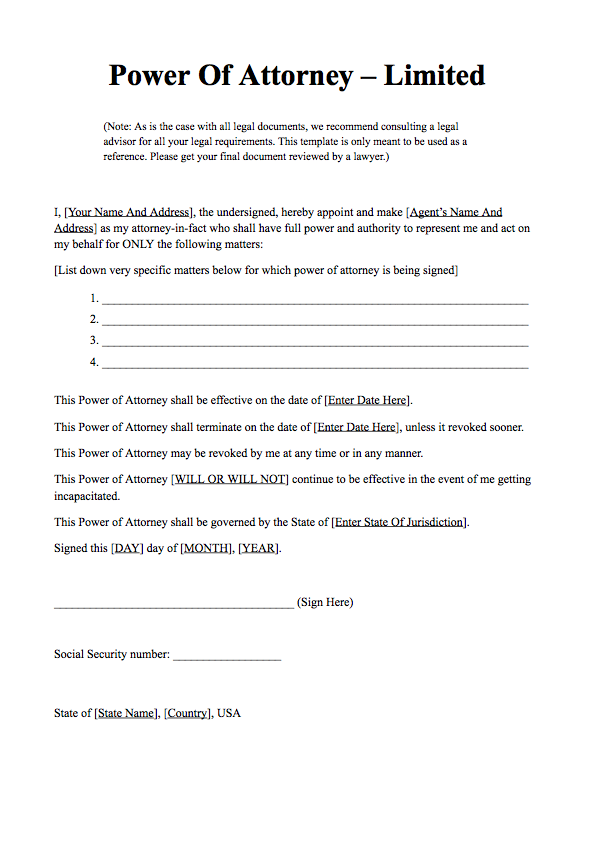 Power Of Attorney – Limited
(Note: As is the case with all legal documents, we recommend consulting a legal
advisor for all your legal requirements. This template is only meant to be used as a
reference. Please get your final document reviewed by a lawyer.)
I, [Your Name And Address], the undersigned, hereby appoint and make [Agent’s Name And
Address] as my attorney-in-fact who shall have full power and authority to represent me and act on
my behalf for ONLY the following matters:
[List down very specific matters below for which power of attorney is being signed]
1. _______________________________________________________________________
2. _______________________________________________________________________
3. _______________________________________________________________________
4. _______________________________________________________________________
This Power of Attorney shall be effective on the date of [Enter Date Here].
This Power of Attorney shall terminate on the date of [Enter Date Here], unless it revoked sooner.
This Power of Attorney may be revoked by me at any time or in any manner.
This Power of Attorney [WILL OR WILL NOT] continue to be effective in the event of me getting
incapacitated.
This Power of Attorney shall be governed by the State of [Enter State Of Jurisdiction].
Signed this [DAY] day of [MONTH], [YEAR].
________________________________________ (Sign Here)
Social Security number: __________________
State of [State Name], [Country], USA